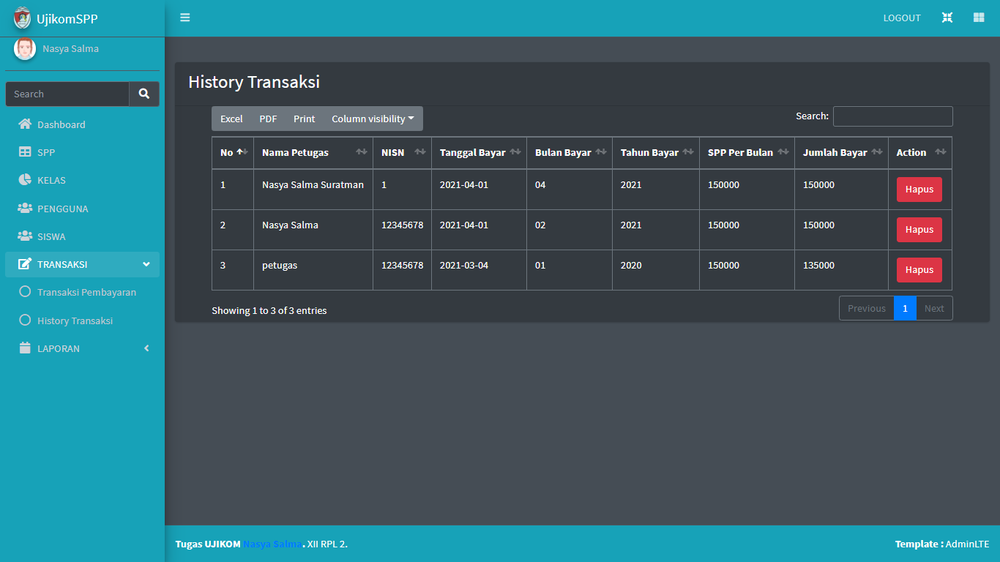 UjikomSPP
LOGOUT
Nasya Salma
Search
Dashboard
SPP
KELAS
PENGGUNA
SISWA
TRANSAKSI
Transaksi Pembayaran
History Transaksi
LAPORAN
History Transaksi
Excel PDF Print Column visibility
Search:
No Nama Petugas NISN Tanggal Bayar Bulan Bayar Tahun Bayar SPP Per Bulan Jumlah Bayar Action
1 Nasya Salma Suratman 1 2021-04-01 04 2021 150000 150000 Hapus
2 Nasya Salma 12345678 2021-04-01 02 2021 150000 150000 Hapus
3 petugas 12345678 2021-03-04 01 2020 150000 135000 Hapus
Showing 1 to 3 of 3 entries
Previous 1 Next
Tugas UJIKOM Nasya Salma. XII RPL 2.
Template : AdminLTE